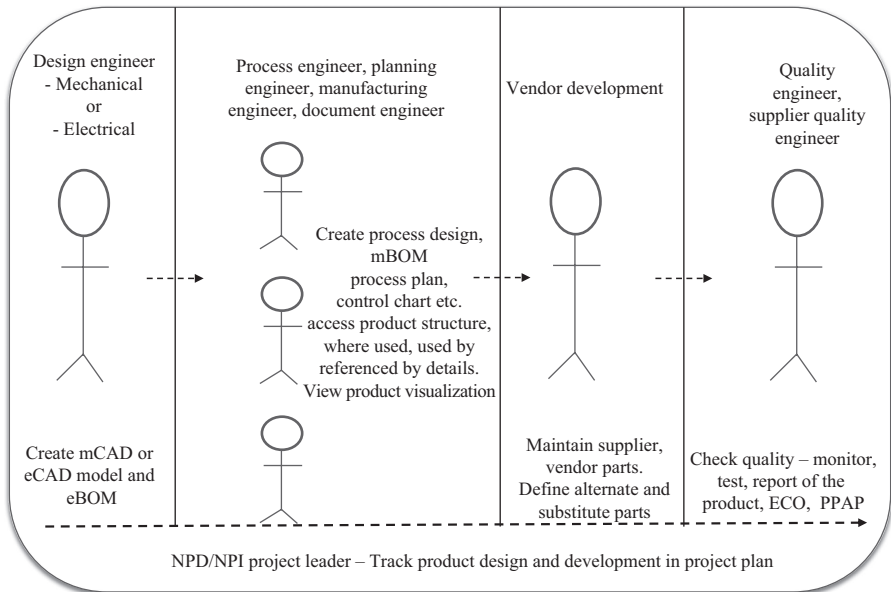 Design engineer
- Mechanical
or
- Electrical
Create mCAD or
eCAD model and
eBOM
Process engineer, planning
engineer, manufacturing
engineer, document engineer
Create process design,
mBOM
process plan,
control chart etc.
access product structure,
where used, used by
referenced by details.
View product visualization
Vendor development
Maintain supplier,
vendor parts.
Define alternate and
substitute parts
Quality
engineer,
supplier quality
engineer
Check quality – monitor,
test, report of the
product, ECO, PPAP
NPD/NPI project leader – Track product design and development in project plan